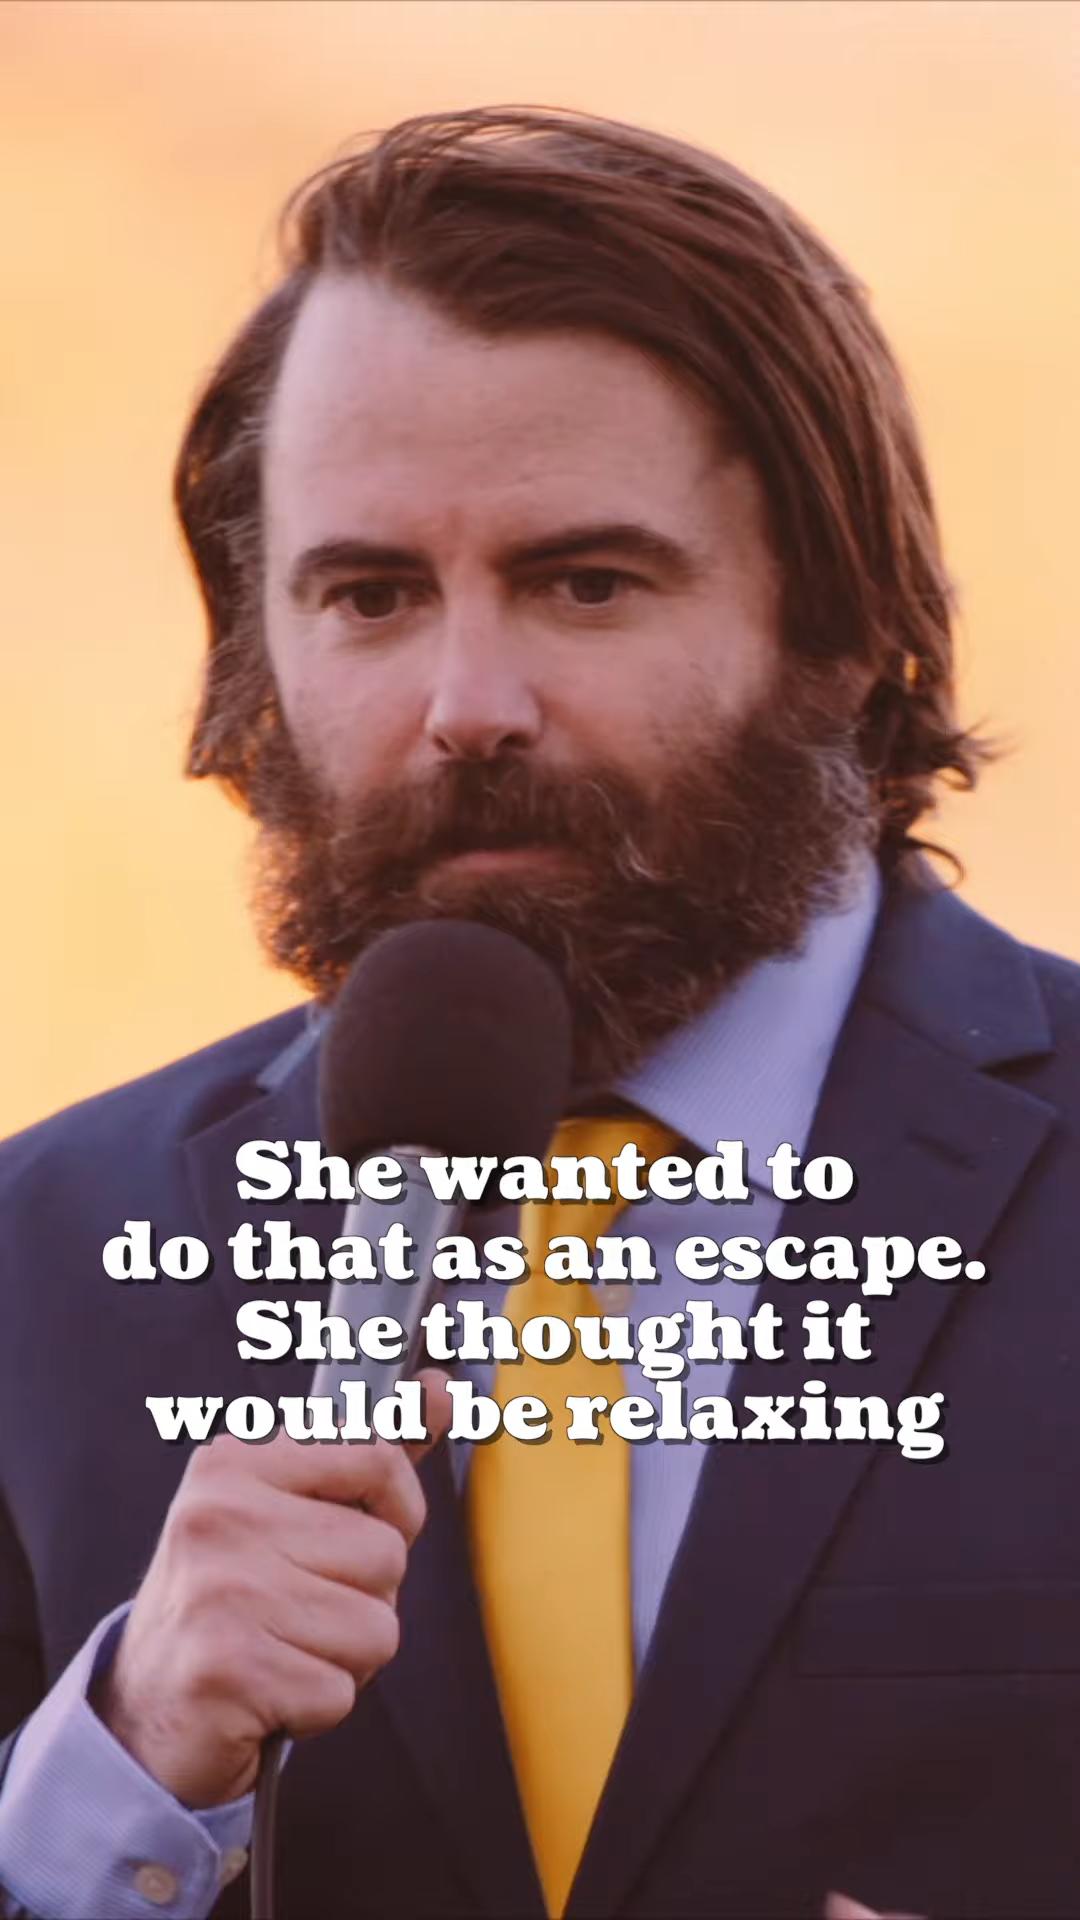 She wanted to
do that as an escape.
She thought it
would be relaxing